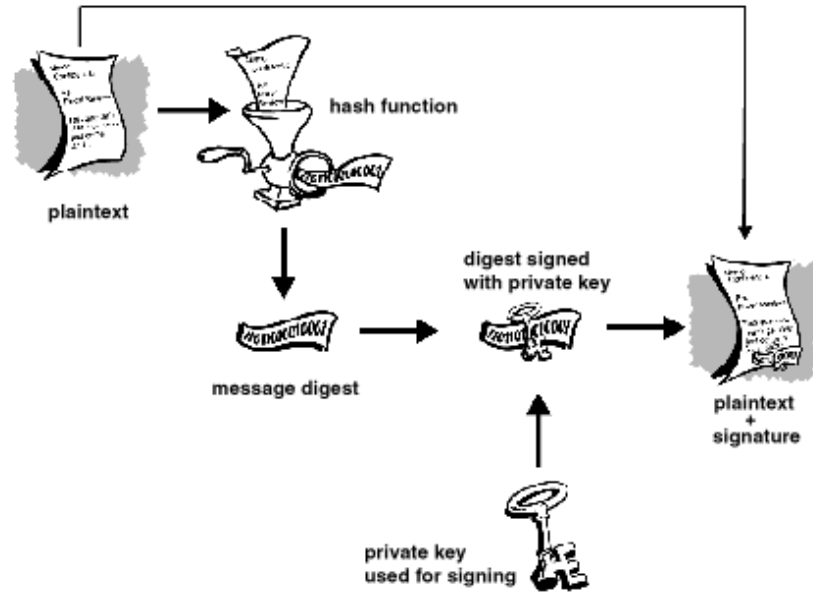 hash function
plaintext
digest signed
with private key
message digest
plaintext
+
signature
private key
used for signing